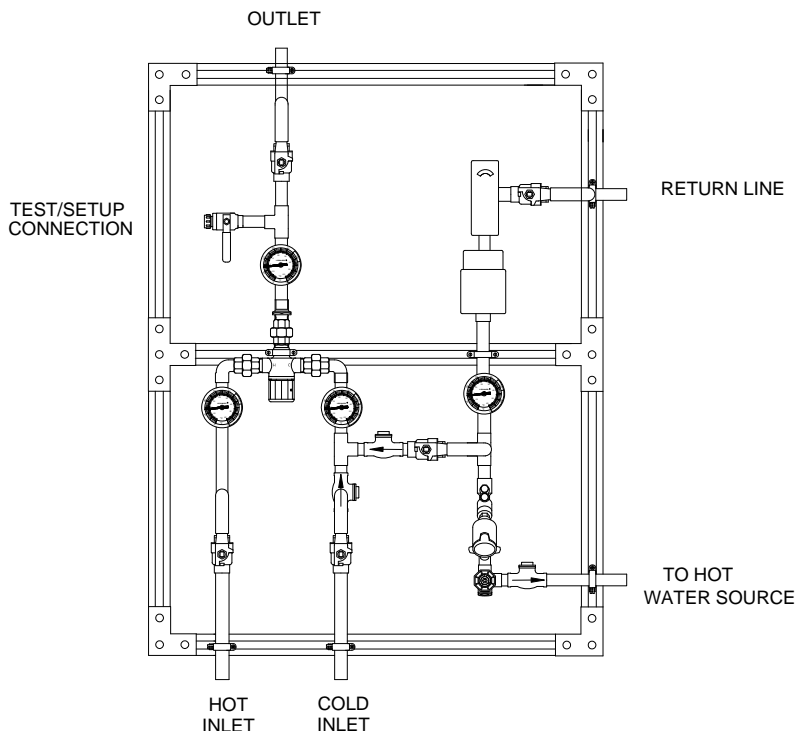 OUTLET
TEST/SETUP
CONNECTION
RETURN LINE
TO HOT
WATER SOURCE
HOT
INLET
COLD
INLET